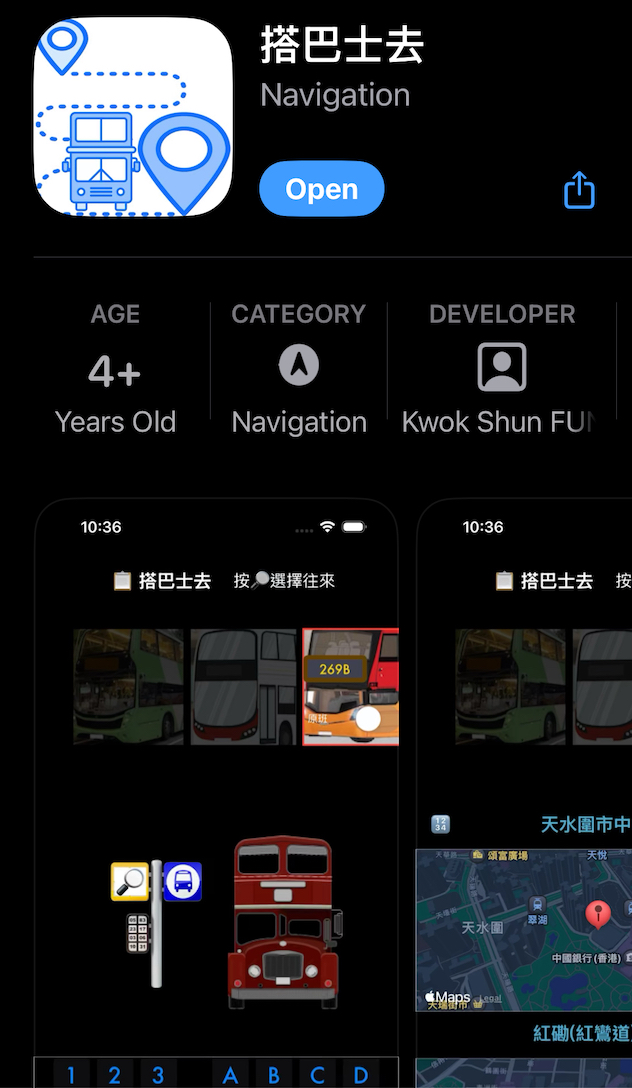 搭巴士去
Navigation
Open
AGE
CATEGORY
DEVELOPER
4+
Years Old
Navigation
Kwok Shun FUN
10:36
10:36
搭巴士去 按🔎選擇往來
搭巴士去 按
269B
原班
天水圍市中
頌富廣場
天悅
翠湖
天水圍
中國銀行(香港)
Maps
Legal
天瑞街市
紅磡(紅鸞道)
1 2 3 A B C D